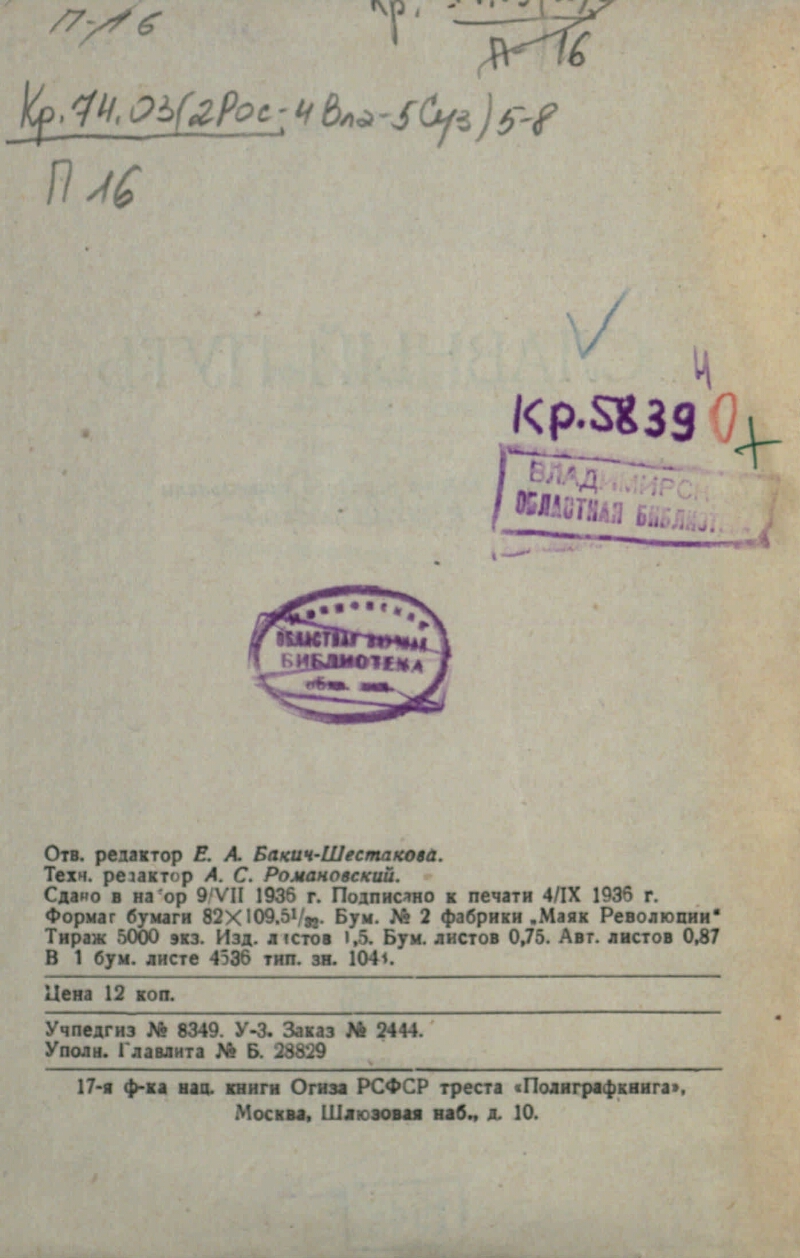 П-16
Кр.
П-16
Кр.74.03(2Рос-4Вла-5Суз)5-8
П 16
4
Кр.5839
ОБЛАСТНАЯ
БИБЛИОТЕКА
Отв. редактор Е. А. Бакич-Шестакова.
Техн. редактор А. С. Романовский.
Сдано в набор 9/VII 1936 г. Подписано к печати 4/IX 1936 г.
Формат бумаги 82×109.5¹/₃₂. Бум. № 2 фабрики „Маяк Революции“
Тираж 5000 экз. Изд. листов 1,5. Бум. листов 0,75. Авт. листов 0,87
В 1 бум. листе 4536 тип. зн.
Цена 12 коп.
Учпедгиз № 8349. У-3. Заказ № 2444.
Уполн. Главлита № Б. 28829
17-я ф-ка нац. книги Огиза РСФСР треста «Полиграфкнига»,
Москва, Шлюзовая наб., д. 10.